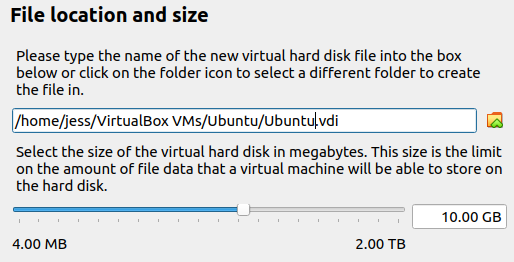 File location and size
Please type the name of the new virtual hard disk file into the box
below or click on the folder icon to select a different folder to create
the file in.
/home/jess/VirtualBox VMs/Ubuntu/Ubuntu.vdi
Select the size of the virtual hard disk in megabytes. This size is the limit
on the amount of file data that a virtual machine will be able to store on
the hard disk.
10.00 GB
4.00 MB 2.00 TB